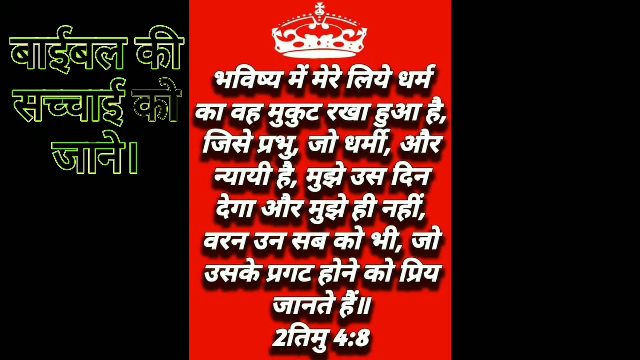 बाईबल की
सच्चाई को
जाने।
भविष्य में मेरे लिये धर्म
का वह मुकुट रखा हुआ है,
जिसे प्रभु, जो धर्मी, और
न्यायी है, मुझे उस दिन
देगा और मुझे ही नहीं,
वरन उन सब को भी, जो
उसके प्रगट होने को प्रिय
जानते हैं॥
2तिमु 4:8